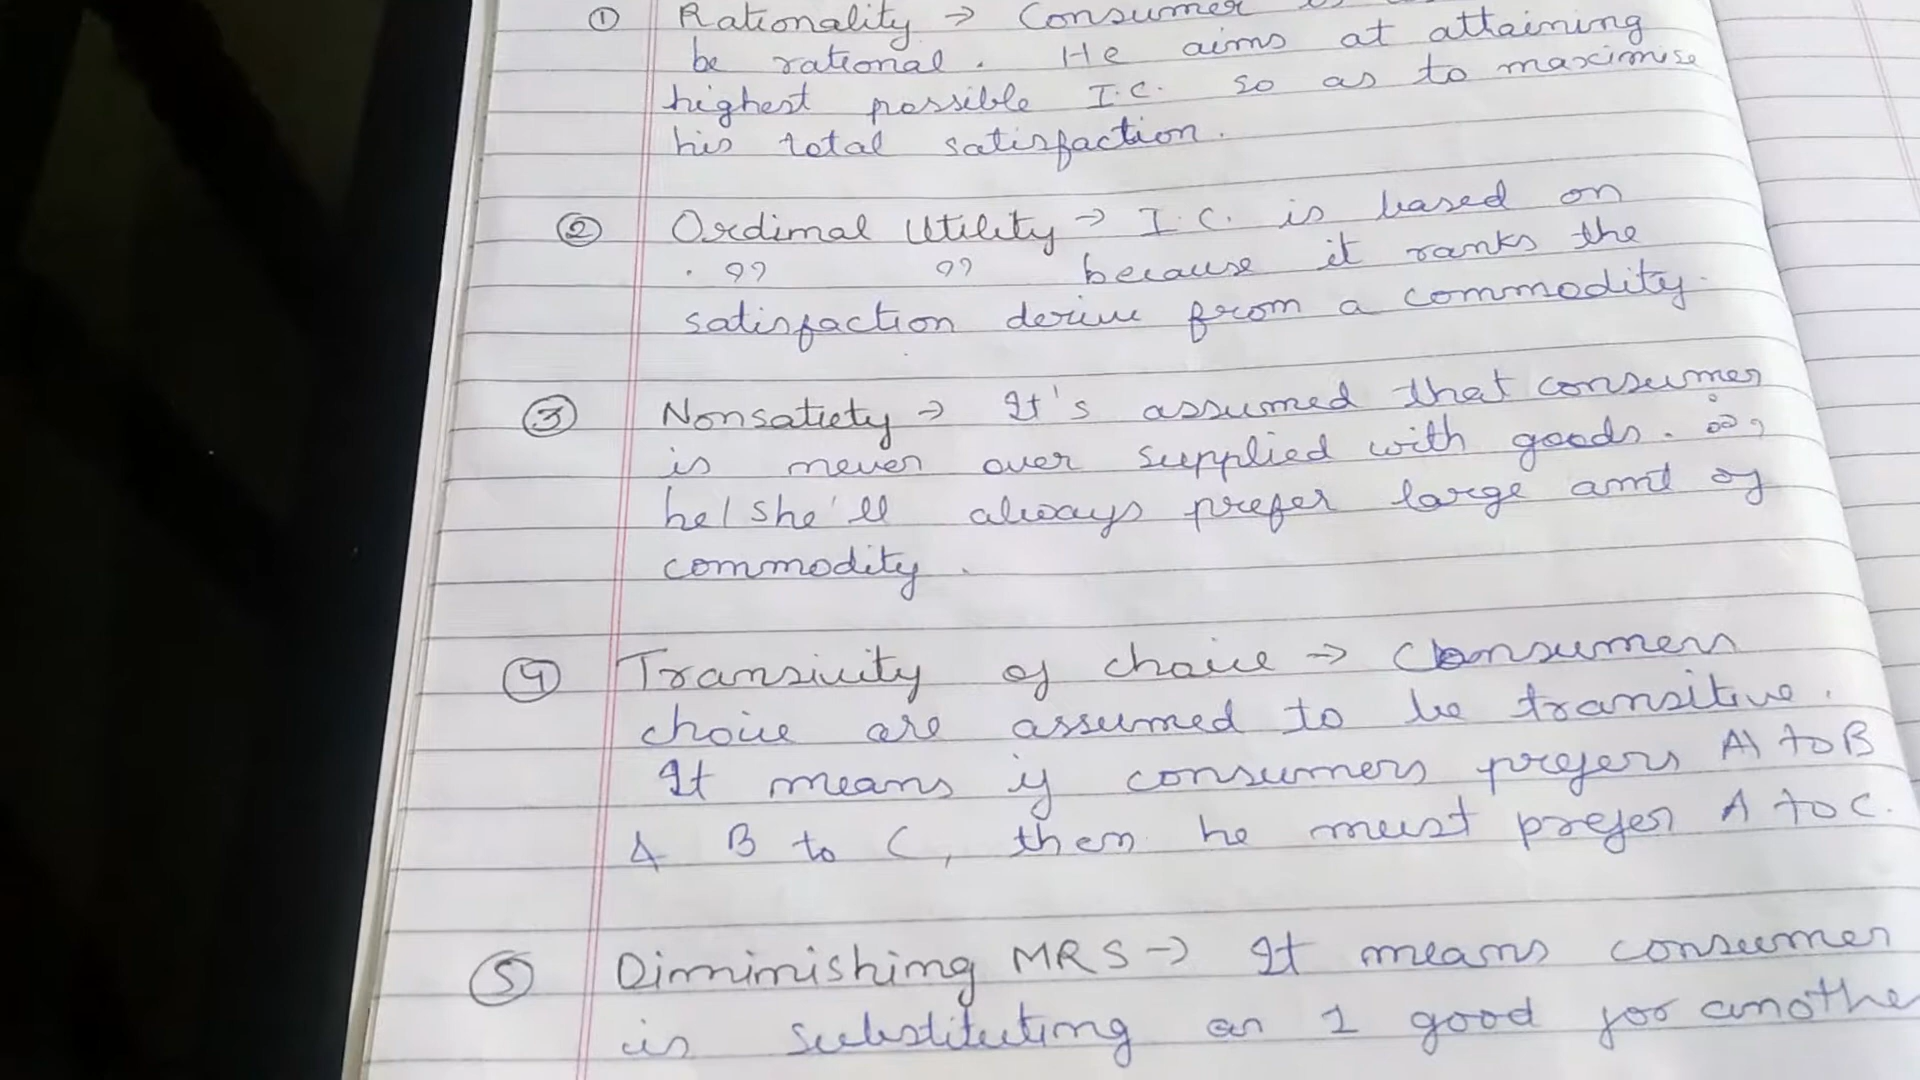 ① Rationality → Consumer is
be rational. He aims at attaining
highest possible I.C. so as to maximise
his total satisfaction.
② Ordinal Utility → I.C. is based on
. ,, ,, because it ranks the
satisfaction derive from a commodity.
③ Nonsatiety → It's assumed that consumer
is never over supplied with goods. ∞,
he/she'll always prefer large amt of
commodity.
④ Transivity of choice → Consumers
choice are assumed to be transitive.
It means if consumers prefers A to B
& B to C, then he must prefer A to C.
⑤ Diminishing MRS → It means consumer
is substituting an 1 good for anothe